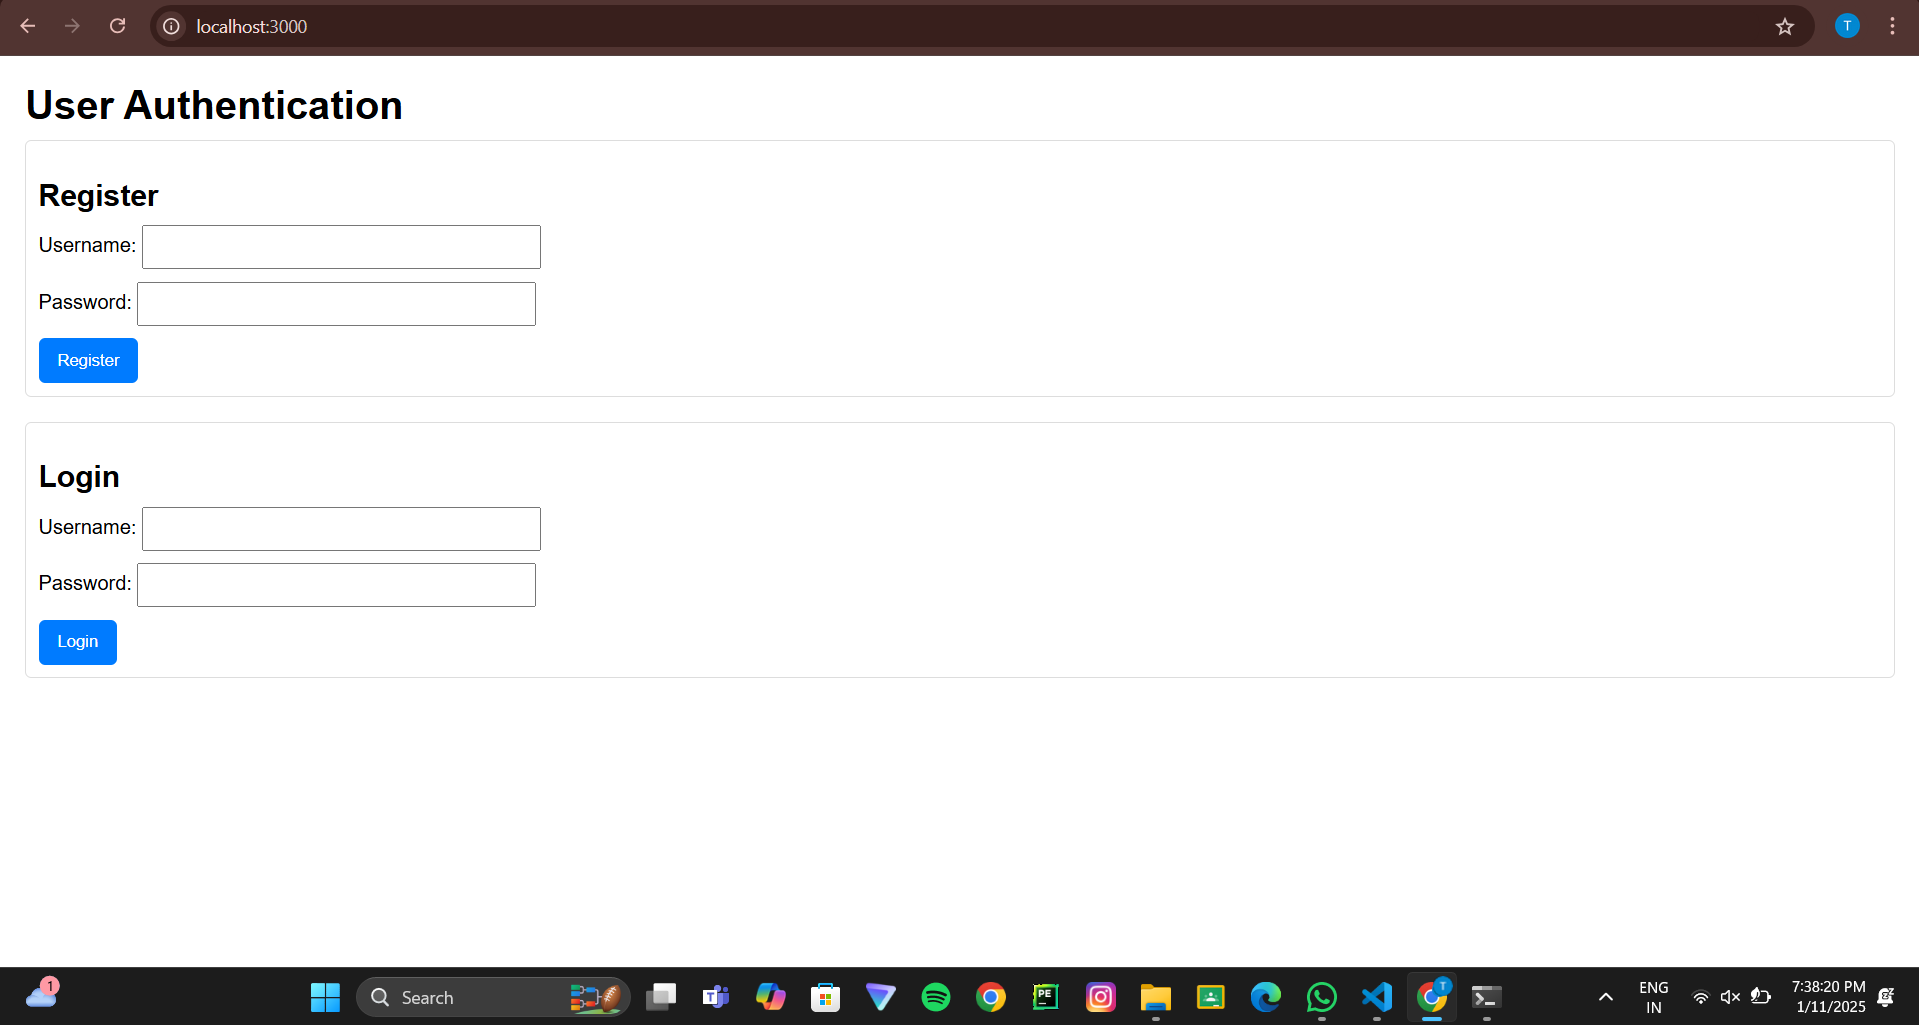 localhost:3000
T
User Authentication
Register
Username:
Password:
Register
Login
Username:
Password:
Login
1
Search
T
PE
T
ENG
IN
7:38:20 PM
1/11/2025